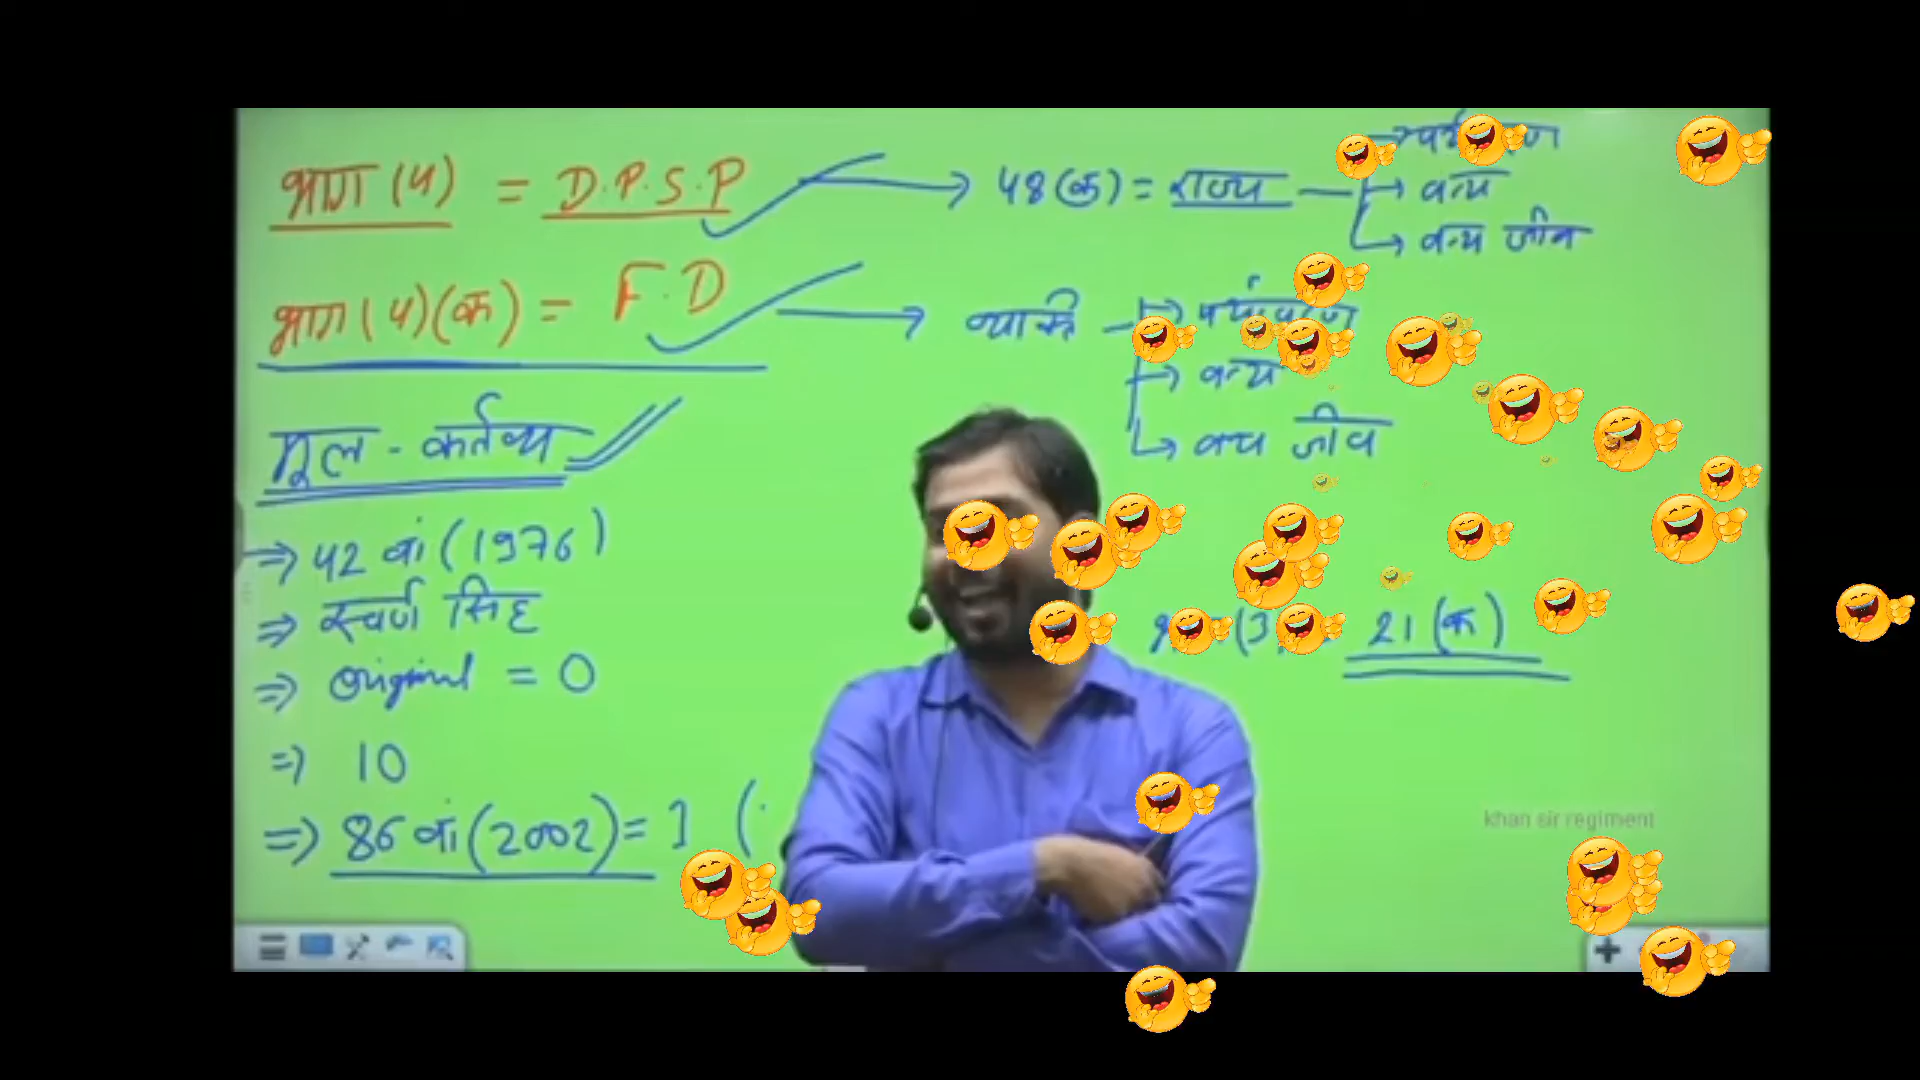 भाग (4) = D.P.S.P → 48 (क) = राज्य
→ वन्य
→ वन्य जीव
भाग (4) (क) = F.D →
→ वन्य
→ वन्य जीव
मूल - कर्तव्य
⇒ 42 वां (1976)
⇒ स्वर्ण सिंह
⇒ original = 0
21 (क)
⇒ 10
⇒ 86 वां (2002) = 1 (
khan sir regiment